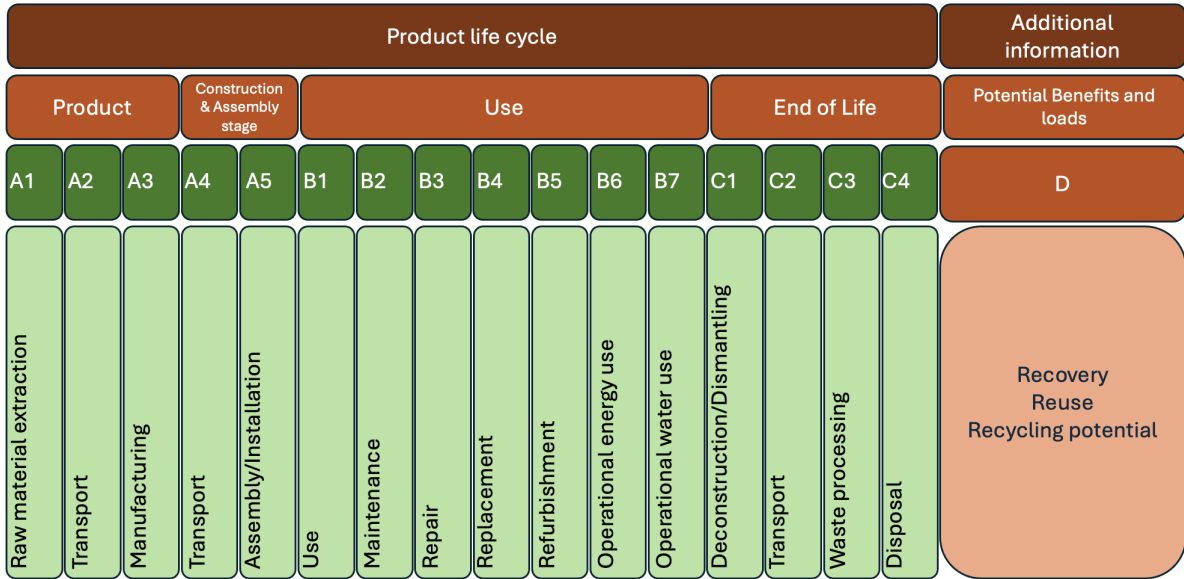 Product life cycle
Additional
information
Product
Construction
& Assembly
stage
Use
End of Life
Potential Benefits and
loads
A1
A2
A3
A4
A5
B1
B2
B3
B4
B5
B6
B7
C1
C2
C3
C4
D
Raw material extraction
Transport
Manufacturing
Transport
Assembly/Installation
Use
Maintenance
Repair
Replacement
Refurbishment
Operational energy use
Operational water use
Deconstruction/Dismantling
Transport
Waste processing
Disposal
Recovery
Reuse
Recycling potential